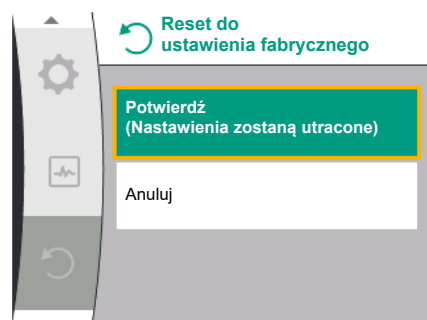 Reset do
ustawienia fabrycznego
Potwierdź
(Nastawienia zostaną utracone)
Anuluj